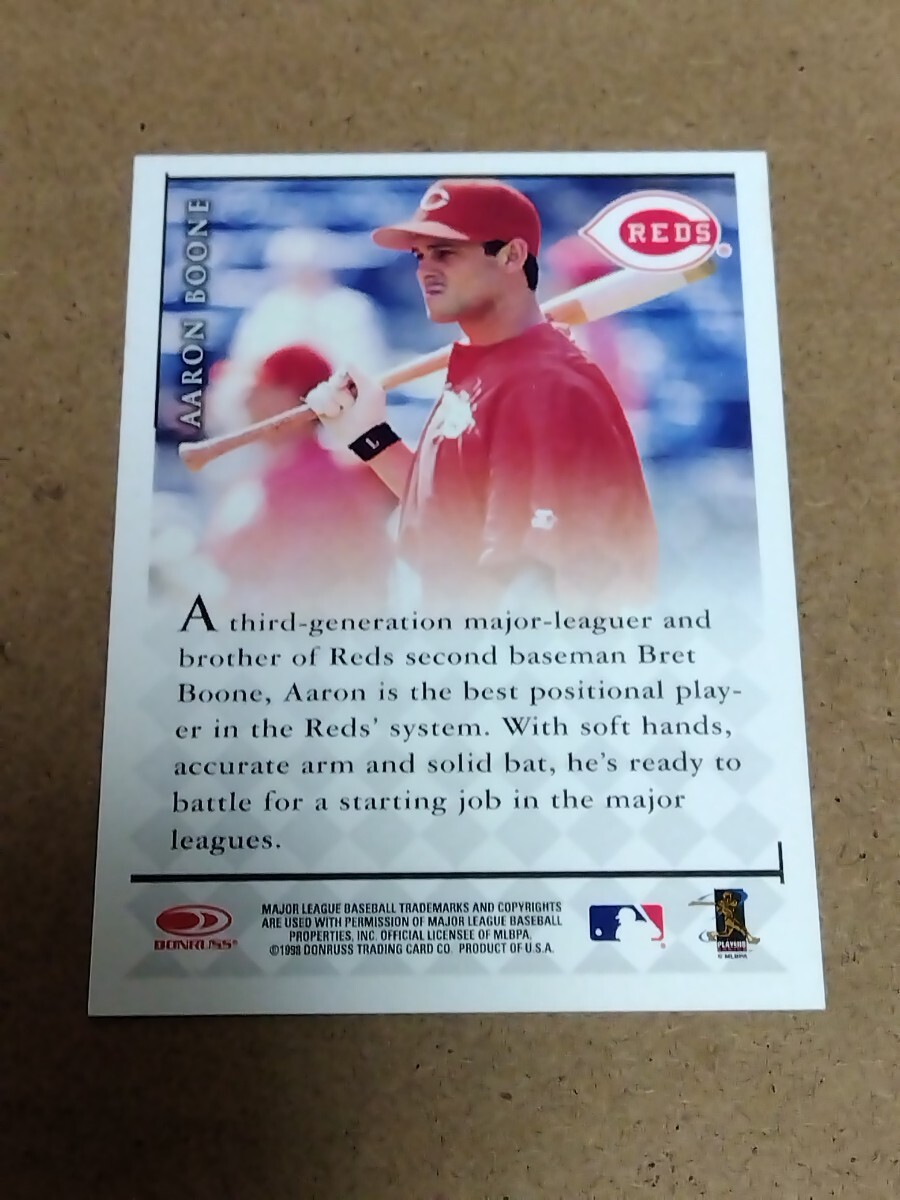 AARON BOONE
C
REDS
L
A third-generation major-leaguer and
brother of Reds second baseman Bret
Boone, Aaron is the best positional play-
er in the Reds' system. With soft hands,
accurate arm and solid bat, he's ready to
battle for a starting job in the major
leagues.
DONRUSS®
MAJOR LEAGUE BASEBALL TRADEMARKS AND COPYRIGHTS
ARE USED WITH PERMISSION OF MAJOR LEAGUE BASEBALL
PROPERTIES, INC. OFFICIAL LICENSEE OF MLBPA.
©1998 DONRUSS TRADING CARD CO. PRODUCT OF U.S.A.
PLAYERS
© MLBPA